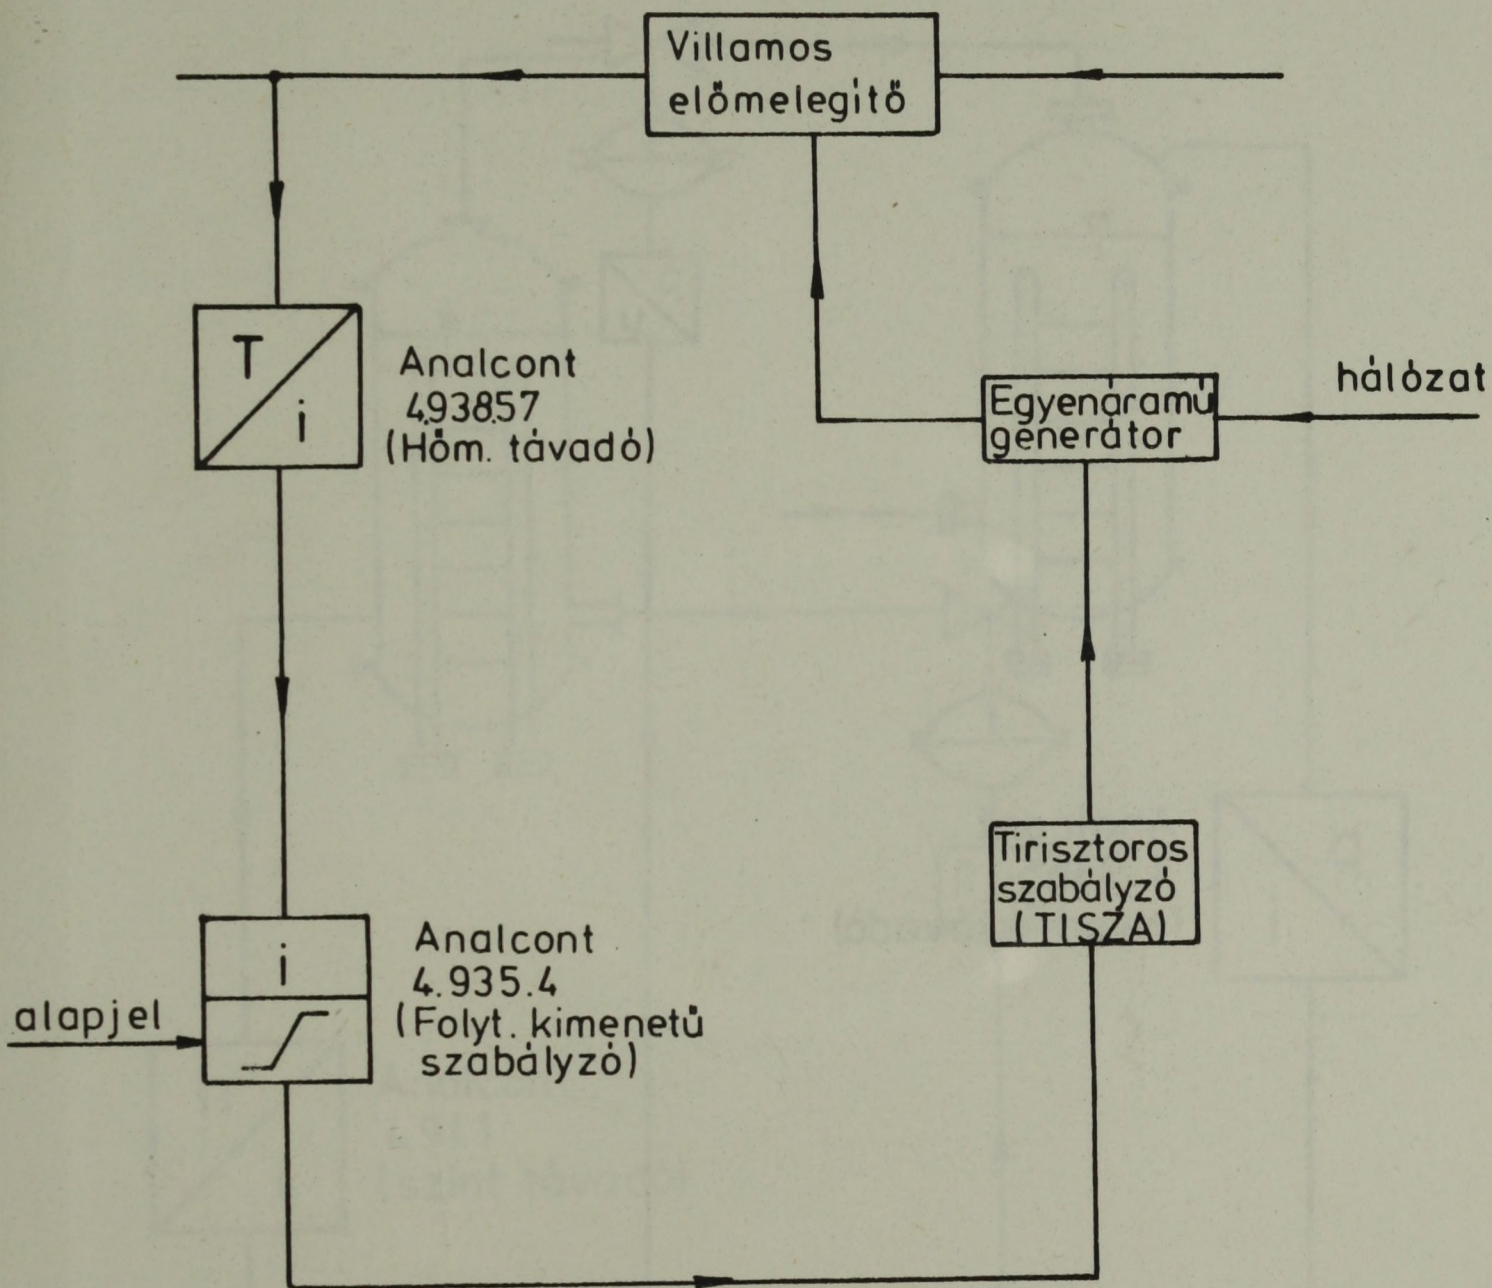 Villamos
előmelegítő
T
i
Analcont
4.938.57
(Hőm. távadó)
Egyenáramú
generátor
hálózat
Tirisztoros
szabályzó
(TISZA)
i
alapjel
Analcont
4.935.4
(Folyt. kimenetű
szabályzó)